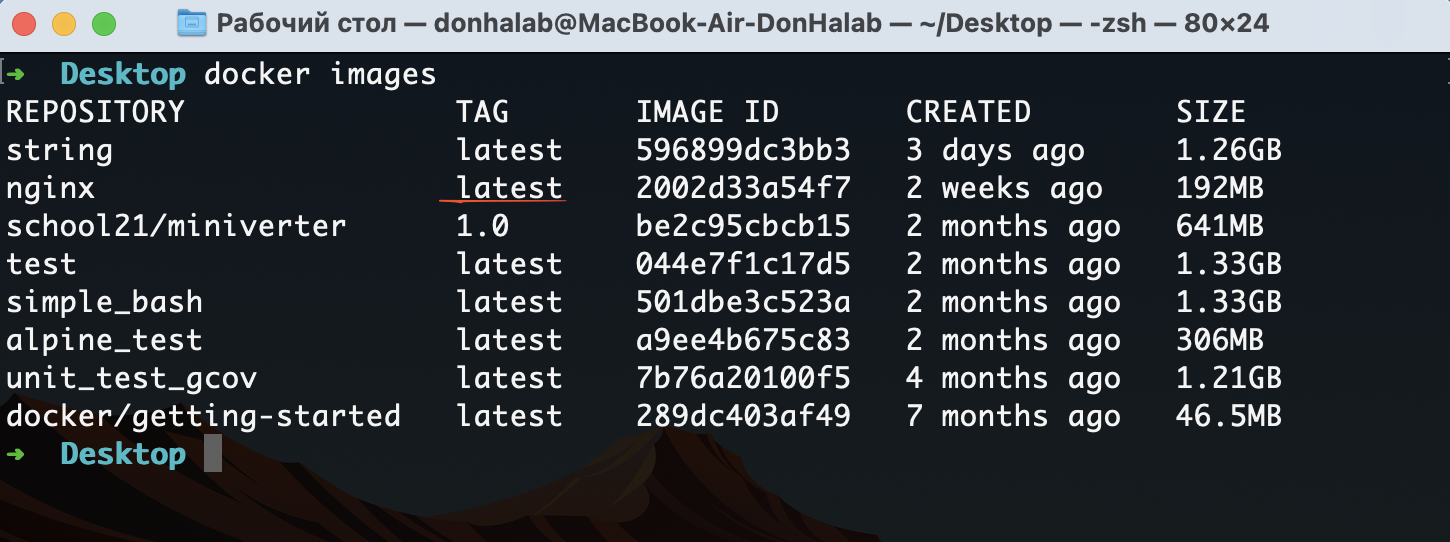 Рабочий стол — donhalab@MacBook-Air-DonHalab — ~/Desktop — -zsh — 80×24
➜ Desktop docker images
REPOSITORY TAG IMAGE ID CREATED SIZE
string latest 596899dc3bb3 3 days ago 1.26GB
nginx latest 2002d33a54f7 2 weeks ago 192MB
school21/miniverter 1.0 be2c95cbcb15 2 months ago 641MB
test latest 044e7f1c17d5 2 months ago 1.33GB
simple_bash latest 501dbe3c523a 2 months ago 1.33GB
alpine_test latest a9ee4b675c83 2 months ago 306MB
unit_test_gcov latest 7b76a20100f5 4 months ago 1.21GB
docker/getting-started latest 289dc403af49 7 months ago 46.5MB
➜ Desktop